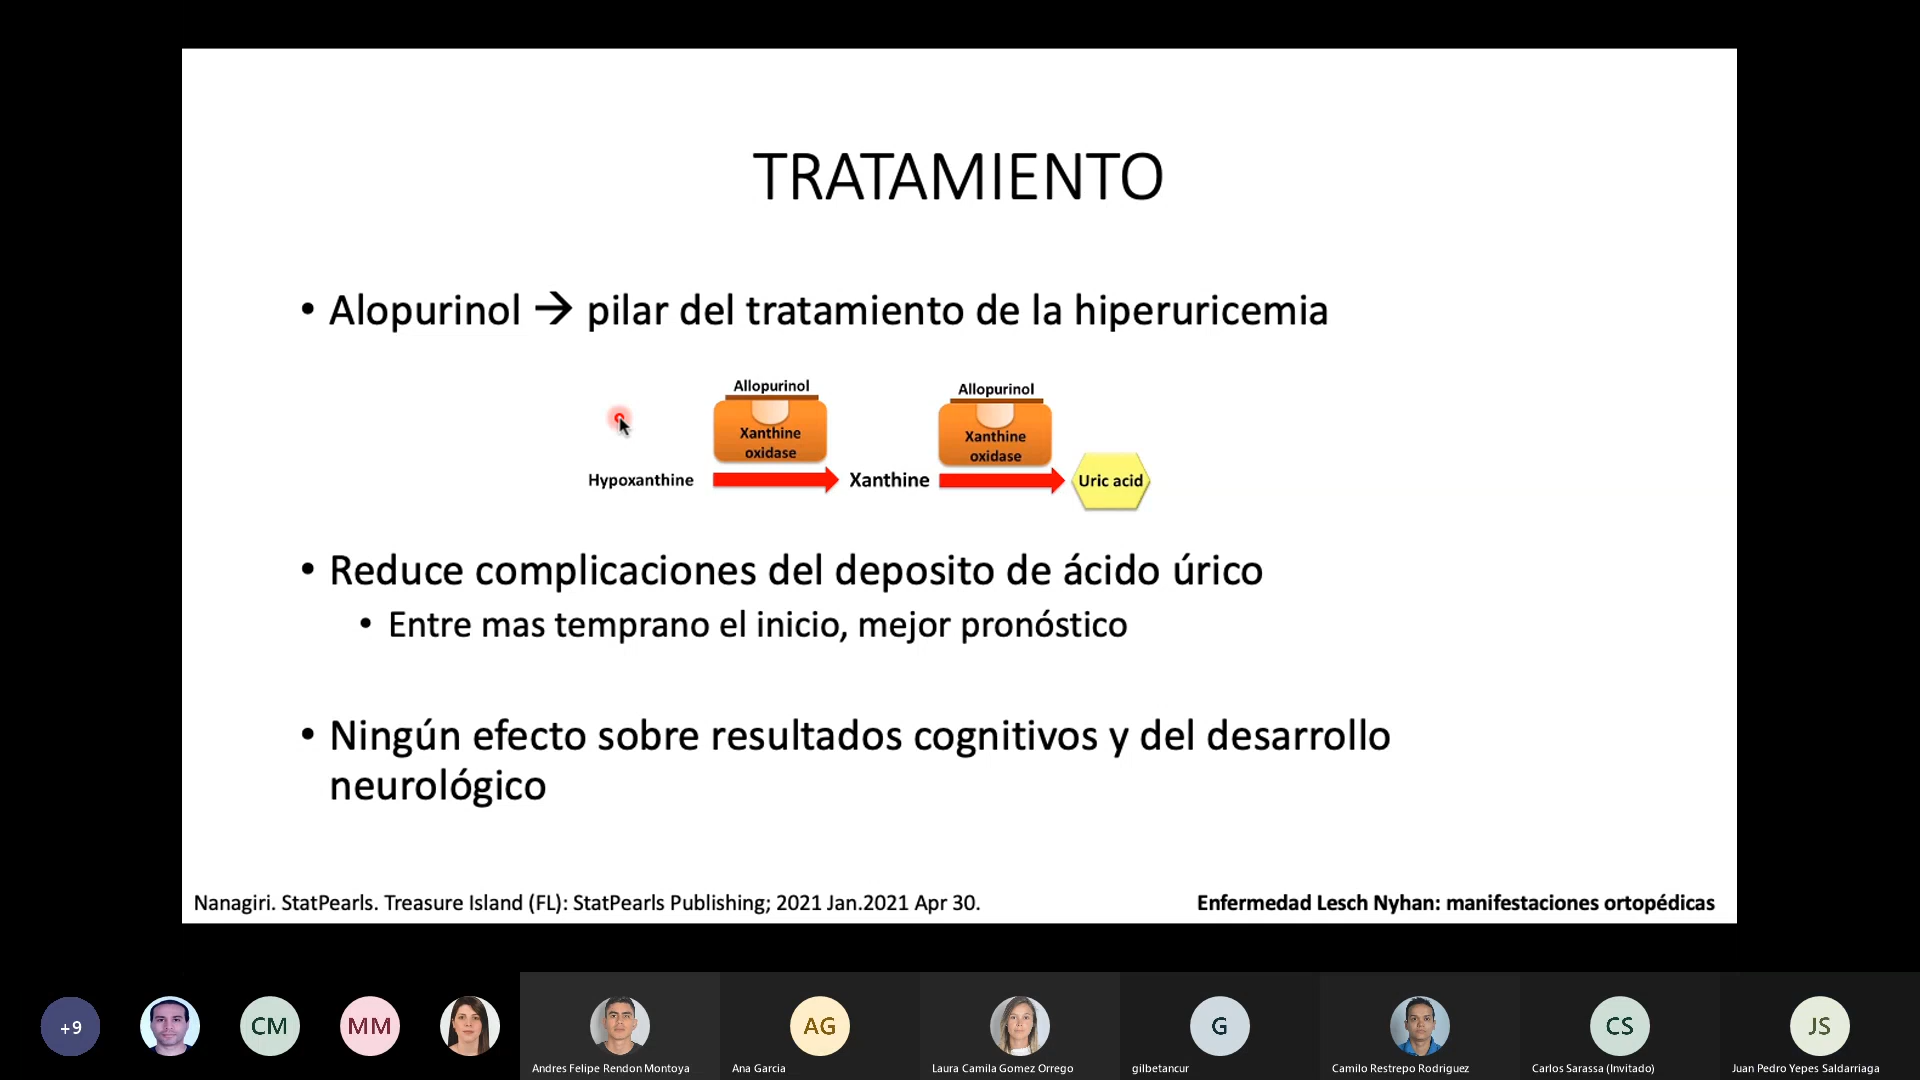 TRATAMIENTO
• Alopurinol → pilar del tratamiento de la hiperuricemia
Allopurinol
Allopurinol
Xanthine
oxidase
Xanthine
oxidase
Hypoxanthine
Xanthine
Uric acid
• Reduce complicaciones del deposito de ácido úrico
• Entre mas temprano el inicio, mejor pronóstico
• Ningún efecto sobre resultados cognitivos y del desarrollo
neurológico
Nanagiri. StatPearls. Treasure Island (FL): StatPearls Publishing; 2021 Jan.2021 Apr 30.
Enfermedad Lesch Nyhan: manifestaciones ortopédicas
+9
CM
MM
AG
G
CS
JS
Andres Felipe Rendon Montoya
Ana Garcia
Laura Camila Gomez Orrego
gilbetancur
Camilo Restrepo Rodriguez
Carlos Sarassa (Invitado)
Juan Pedro Yepes Saldarriaga